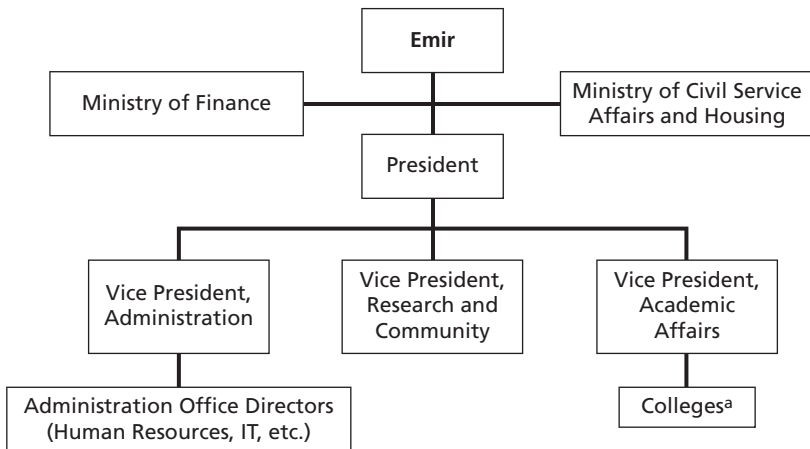 Emir
Ministry of Finance
Ministry of Civil Service
Affairs and Housing
President
Vice President,
Administration
Vice President,
Research and
Community
Vice President,
Academic
Affairs
Administration Office Directors
(Human Resources, IT, etc.)
Collegesᵃ